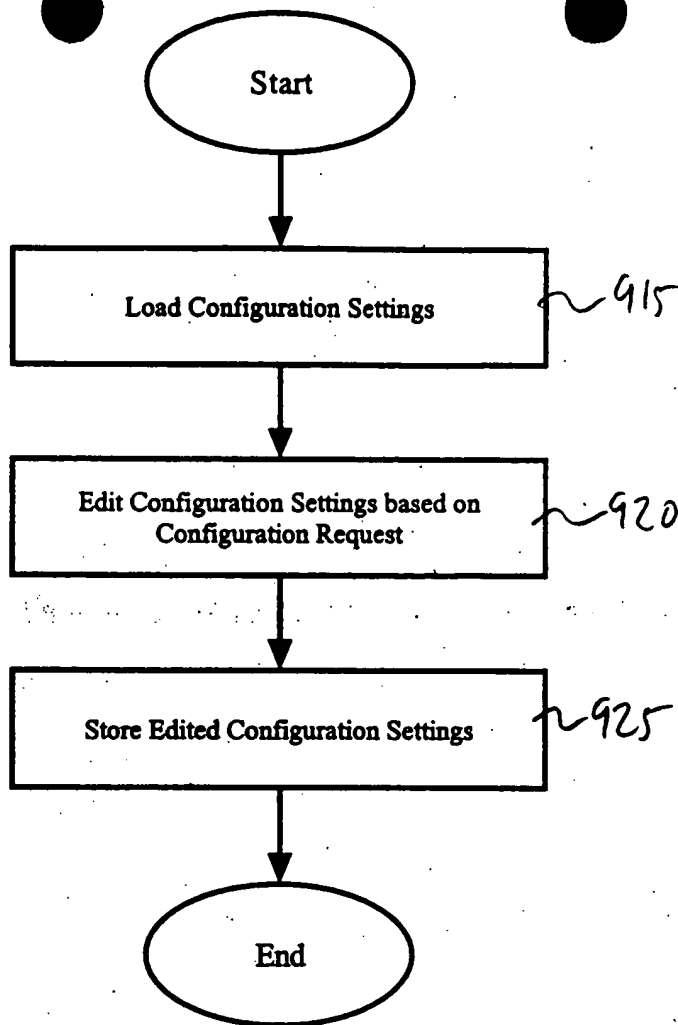 Start
Load Configuration Settings
915
Edit Configuration Settings based on
Configuration Request
920
Store Edited Configuration Settings
925
End